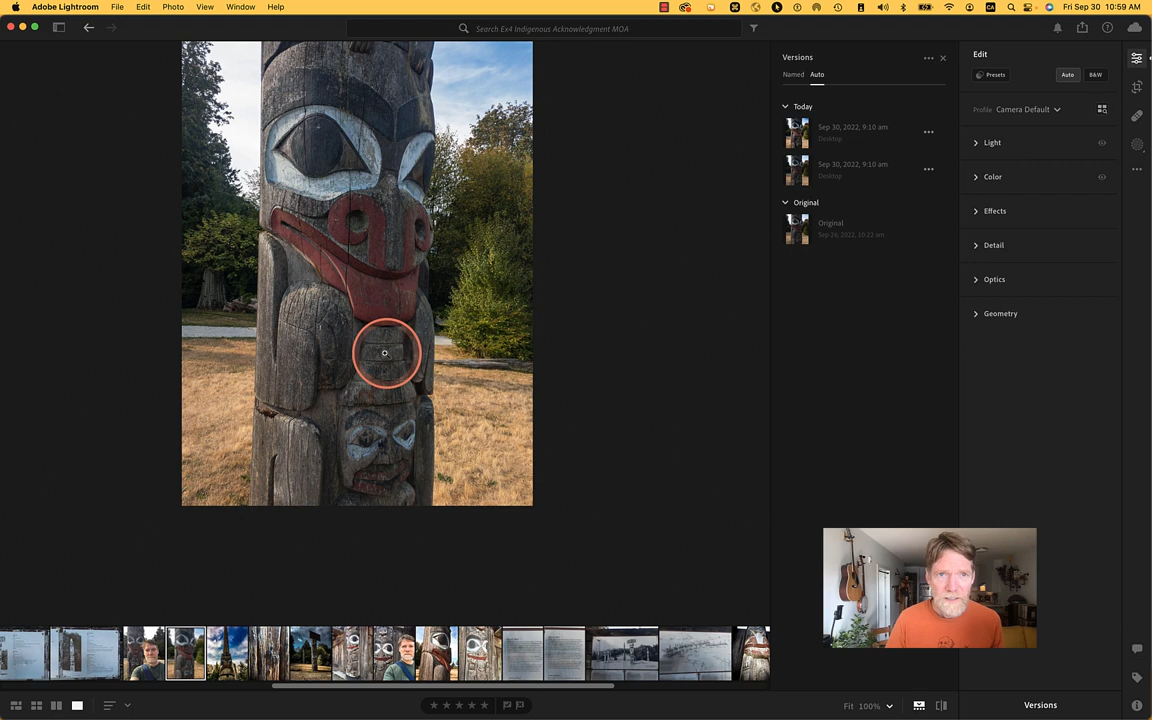 Adobe Lightroom File Edit Photo View Window Help
CA
Fri Sep 30 10:59 AM
Search Ex4 Indigenous Acknowledgment MOA
Versions
Named Auto
Today
Sep 30, 2022, 9:10 am
Desktop
Sep 30, 2022, 9:10 am
Desktop
Original
Original
Sep 26, 2022, 10:22 am
Edit
Presets Auto B&W
Profile Camera Default
Light
Color
Effects
Detail
Optics
Geometry
Fit 100%
Versions